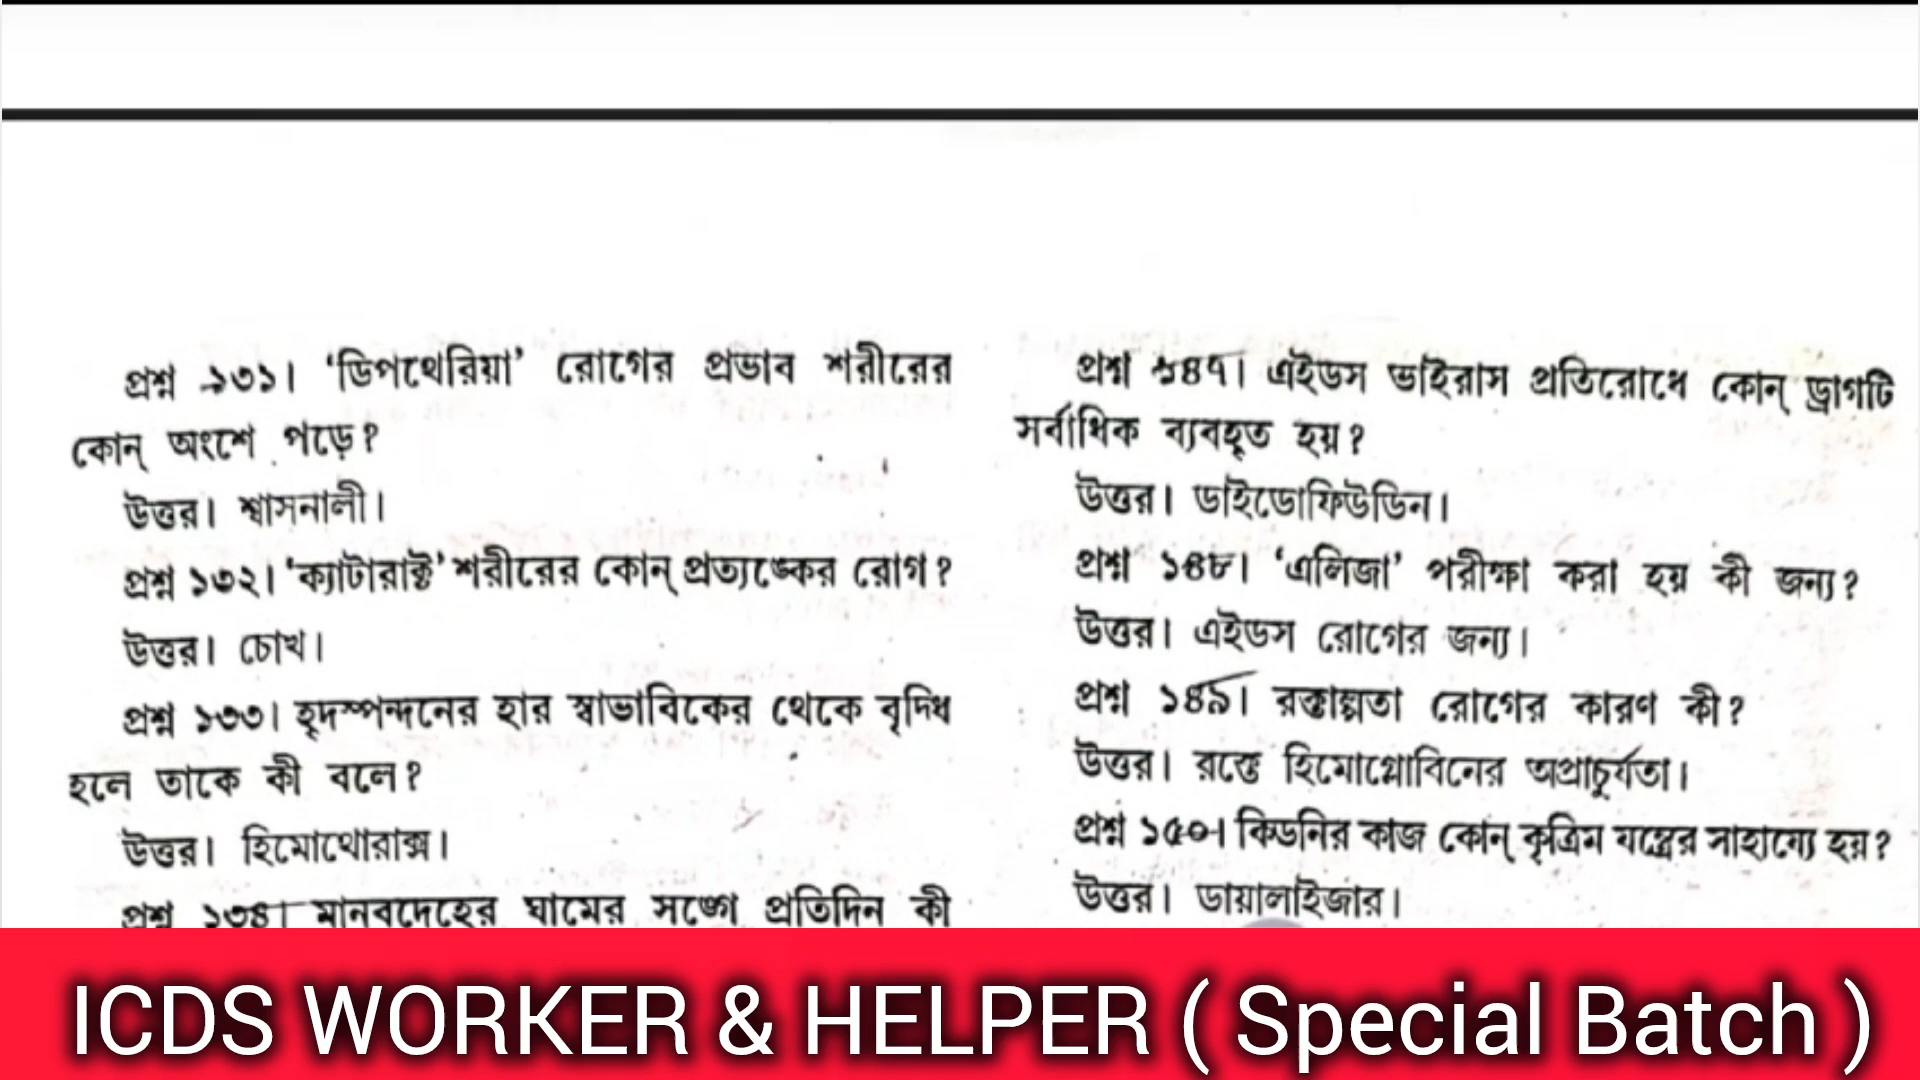 প্রশ্ন ১৩১। ‘ডিপথেরিয়া’ রোগের প্রভাব শরীরের
কোন্ অংশে পড়ে?
উত্তর। শ্বাসনালী।
প্রশ্ন ১৩২। ‘ক্যাটারাক্ট’ শরীরের কোন্ প্রত্যঙ্গের রোগ?
উত্তর। চোখ।
প্রশ্ন ১৩৩। হৃদস্পন্দনের হার স্বাভাবিকের থেকে বৃদ্ধি
হলে তাকে কী বলে?
উত্তর। হিমোথোরাক্স।
প্রশ্ন ১৩৪। মানবদেহের ঘামের সঙ্গে প্রতিদিন কী
প্রশ্ন ১৪৭। এইডস ভাইরাস প্রতিরোধে কোন্ ড্রাগটি
সর্বাধিক ব্যবহৃত হয়?
উত্তর। ডাইডোফিউডিন।
প্রশ্ন ১৪৮। ‘এলিজা’ পরীক্ষা করা হয় কী জন্য?
উত্তর। এইডস রোগের জন্য।
প্রশ্ন ১৪৯। রক্তাল্পতা রোগের কারণ কী?
উত্তর। রক্তে হিমোগ্লোবিনের অপ্রাচুর্যতা।
প্রশ্ন ১৫০। কিডনির কাজ কোন্ কৃত্রিম যন্ত্রের সাহায্যে হয়?
উত্তর। ডায়ালাইজার।
ICDS WORKER & HELPER ( Special Batch )